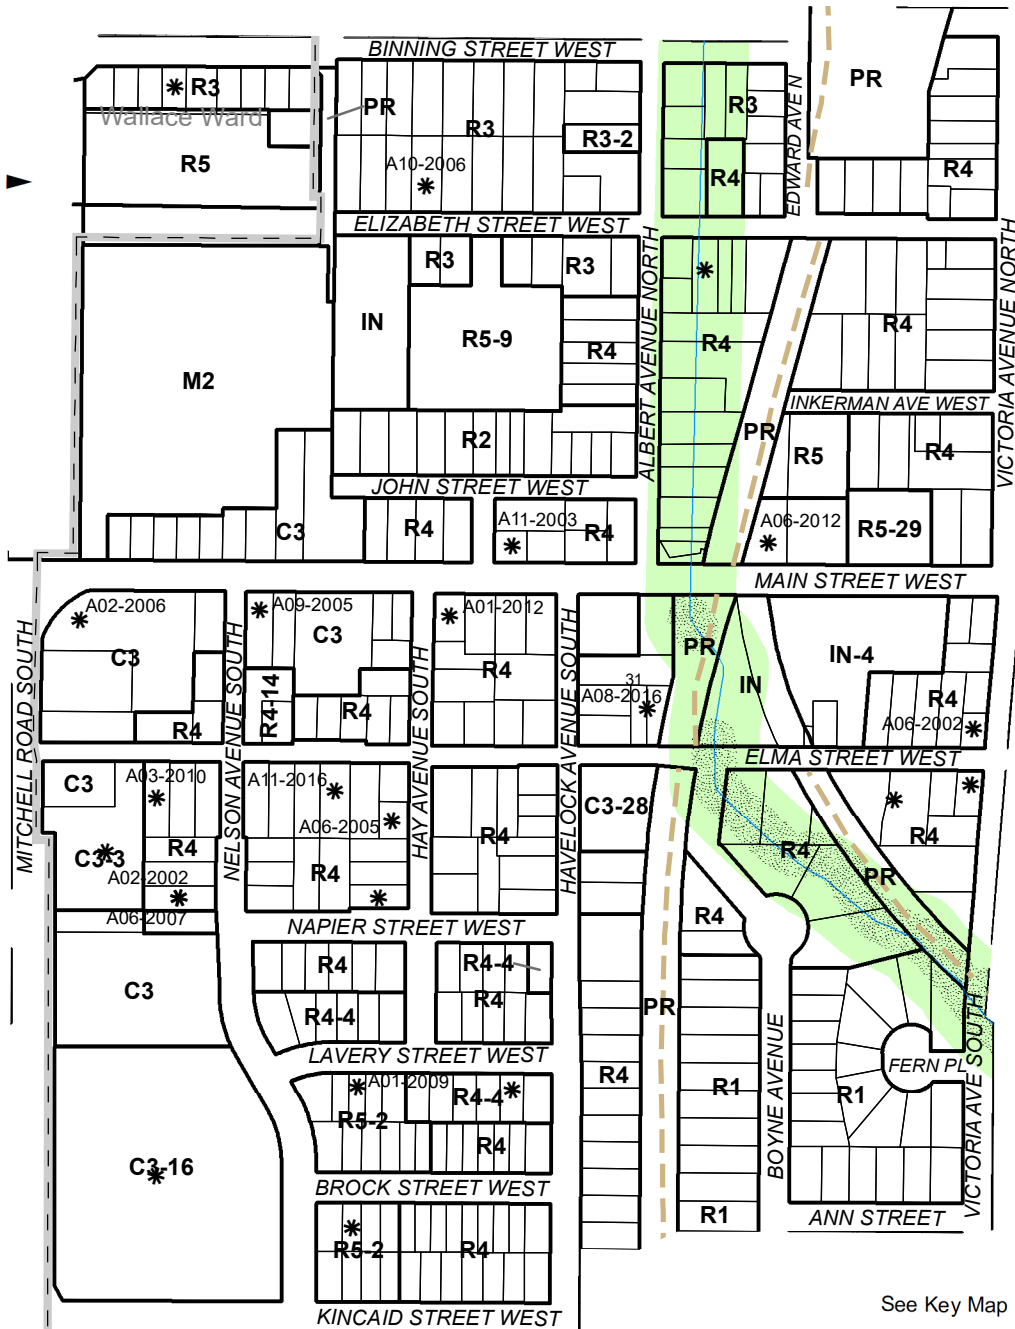 BINNING STREET WEST
R3
PR
PR
R3
Wallace Ward
R3
R3-2
R5
A10-2006
R4
R4
EDWARD AVE N
ELIZABETH STREET WEST
R3
R3
IN
R5-9
R4
R4
R4
M2
ALBERT AVENUE NORTH
VICTORIA AVENUE NORTH
INKERMAN AVE WEST
R2
PR
R5
R4
JOHN STREET WEST
C3
R4
A11-2003
R4
A06-2012
R5-29
MAIN STREET WEST
A02-2006
A09-2005
A01-2012
C3
C3
R4
PR
IN-4
MITCHELL ROAD SOUTH
NELSON AVENUE SOUTH
HAY AVENUE SOUTH
HAVELOCK AVENUE SOUTH
31
A08-2016
IN
R4
R4-14
R4
R4
A06-2002
ELMA STREET WEST
C3
A03-2010
A11-2016
A06-2005
C3-28
R4
R4
R4
R4
C3-3
R4
PR
A02-2002
A06-2007
R4
NAPIER STREET WEST
R4
R4-4
C3
R4-4
R4
PR
LAVERY STREET WEST
FERN PL
VICTORIA AVE SOUTH
BOYNE AVENUE
A01-2009
R5-2
R4-4
R4
R1
R1
R4
C3-16
BROCK STREET WEST
R5-2
R4
R1
ANN STREET
KINCAID STREET WEST
See Key Map